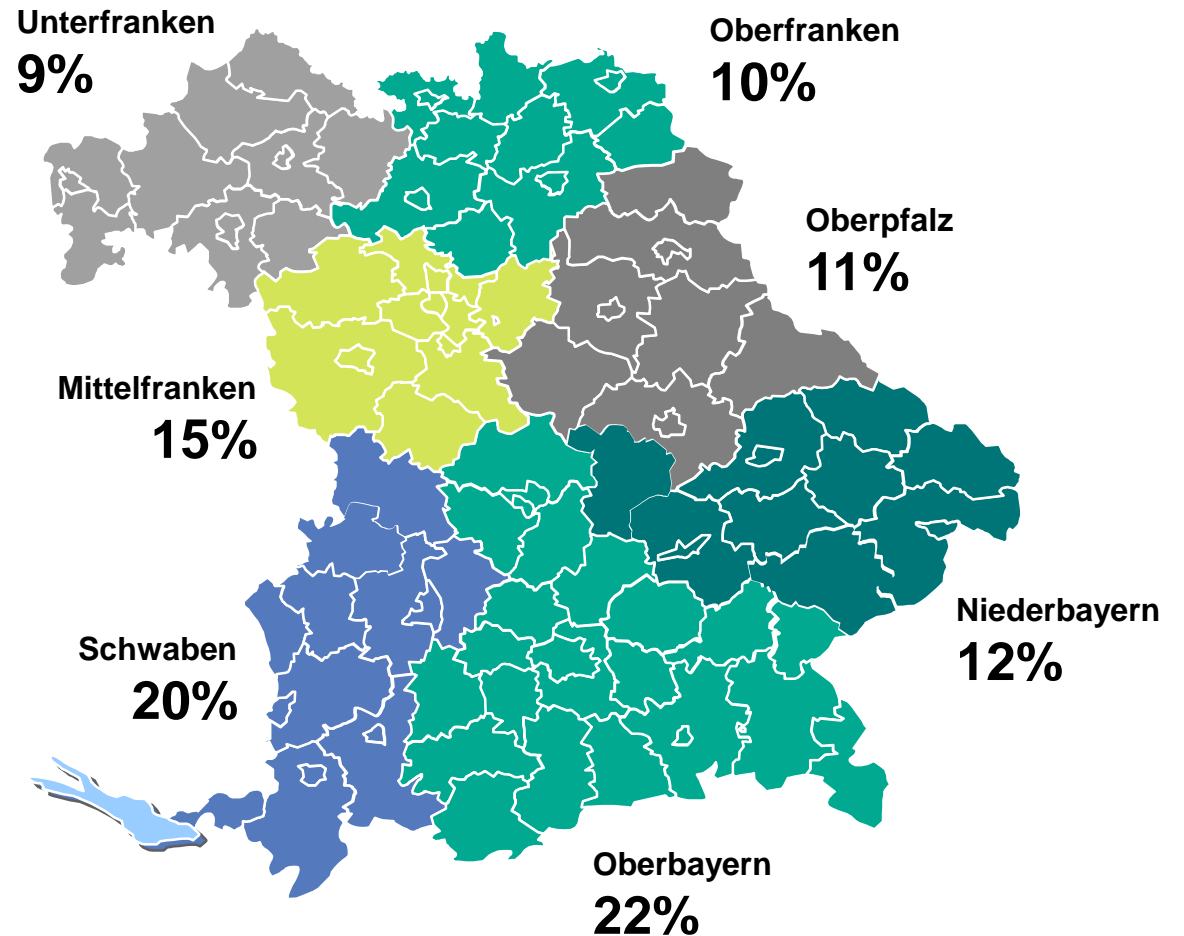 Unterfranken
9%
Oberfranken
10%
Oberpfalz
11%
Mittelfranken
15%
Niederbayern
12%
Schwaben
20%
Oberbayern
22%